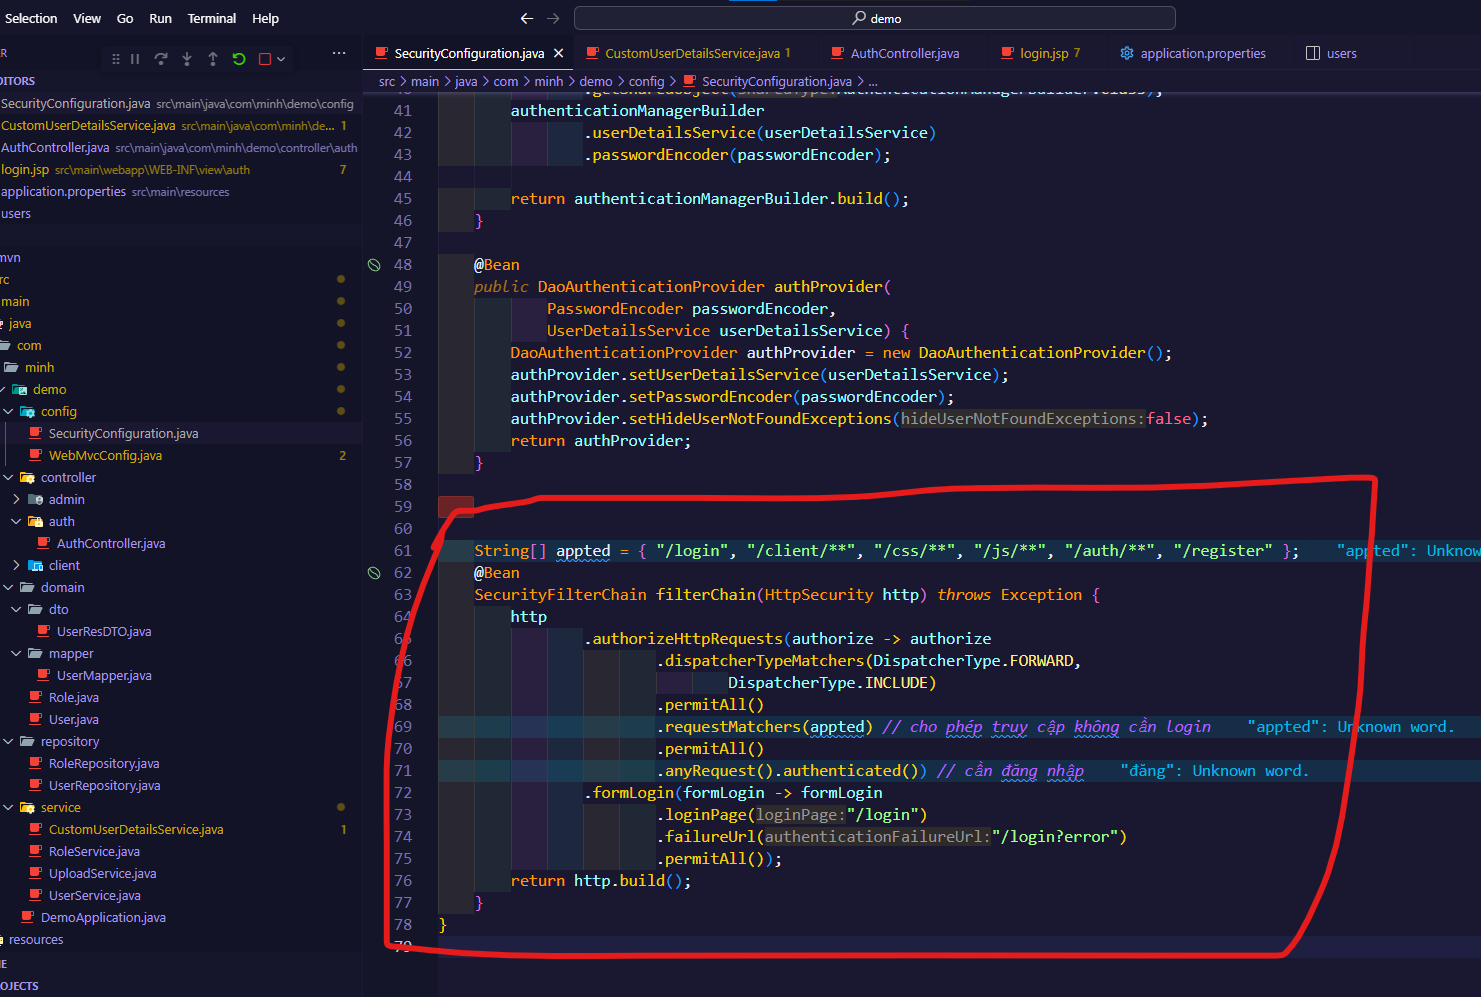 Selection View Go Run Terminal Help
demo
SecurityConfiguration.java
CustomUserDetailsService.java 1
AuthController.java
login.jsp 7
application.properties
users
src > main > java > com > minh > demo > config > SecurityConfiguration.java > ...
SecurityConfiguration.java src\main\java\com\minh\demo\config
CustomUserDetailsService.java src\main\java\com\minh\de... 1
AuthController.java src\main\java\com\minh\demo\controller\auth
login.jsp src\main\webapp\WEB-INF\view\auth 7
application.properties src\main\resources
users
mvn
main
java
com
minh
demo
config
SecurityConfiguration.java
WebMvcConfig.java 2
controller
admin
auth
AuthController.java
client
domain
dto
UserResDTO.java
mapper
UserMapper.java
Role.java
User.java
repository
RoleRepository.java
UserRepository.java
service
CustomUserDetailsService.java 1
RoleService.java
UploadService.java
UserService.java
DemoApplication.java
resources
41 authenticationManagerBuilder
42 .userDetailsService(userDetailsService)
43 .passwordEncoder(passwordEncoder);
44
45 return authenticationManagerBuilder.build();
46 }
47
48 @Bean
49 public DaoAuthenticationProvider authProvider(
50 PasswordEncoder passwordEncoder,
51 UserDetailsService userDetailsService) {
52 DaoAuthenticationProvider authProvider = new DaoAuthenticationProvider();
53 authProvider.setUserDetailsService(userDetailsService);
54 authProvider.setPasswordEncoder(passwordEncoder);
55 authProvider.setHideUserNotFoundExceptions(hideUserNotFoundExceptions:false);
56 return authProvider;
57 }
58
59
60
61 String[] appted = { "/login", "/client/**", "/css/**", "/js/**", "/auth/**", "/register" }; "appted": Unknow
62 @Bean
63 SecurityFilterChain filterChain(HttpSecurity http) throws Exception {
64 http
65 .authorizeHttpRequests(authorize -> authorize
66 .dispatcherTypeMatchers(DispatcherType.FORWARD,
67 DispatcherType.INCLUDE)
68 .permitAll()
69 .requestMatchers(appted) // cho phép truy cập không cần login "appted": Unknown word.
70 .permitAll()
71 .anyRequest().authenticated()) // cần đăng nhập "đăng": Unknown word.
72 .formLogin(formLogin -> formLogin
73 .loginPage(loginPage:"/login")
74 .failureUrl(authenticationFailureUrl:"/login?error")
75 .permitAll());
76 return http.build();
77 }
78 }
79